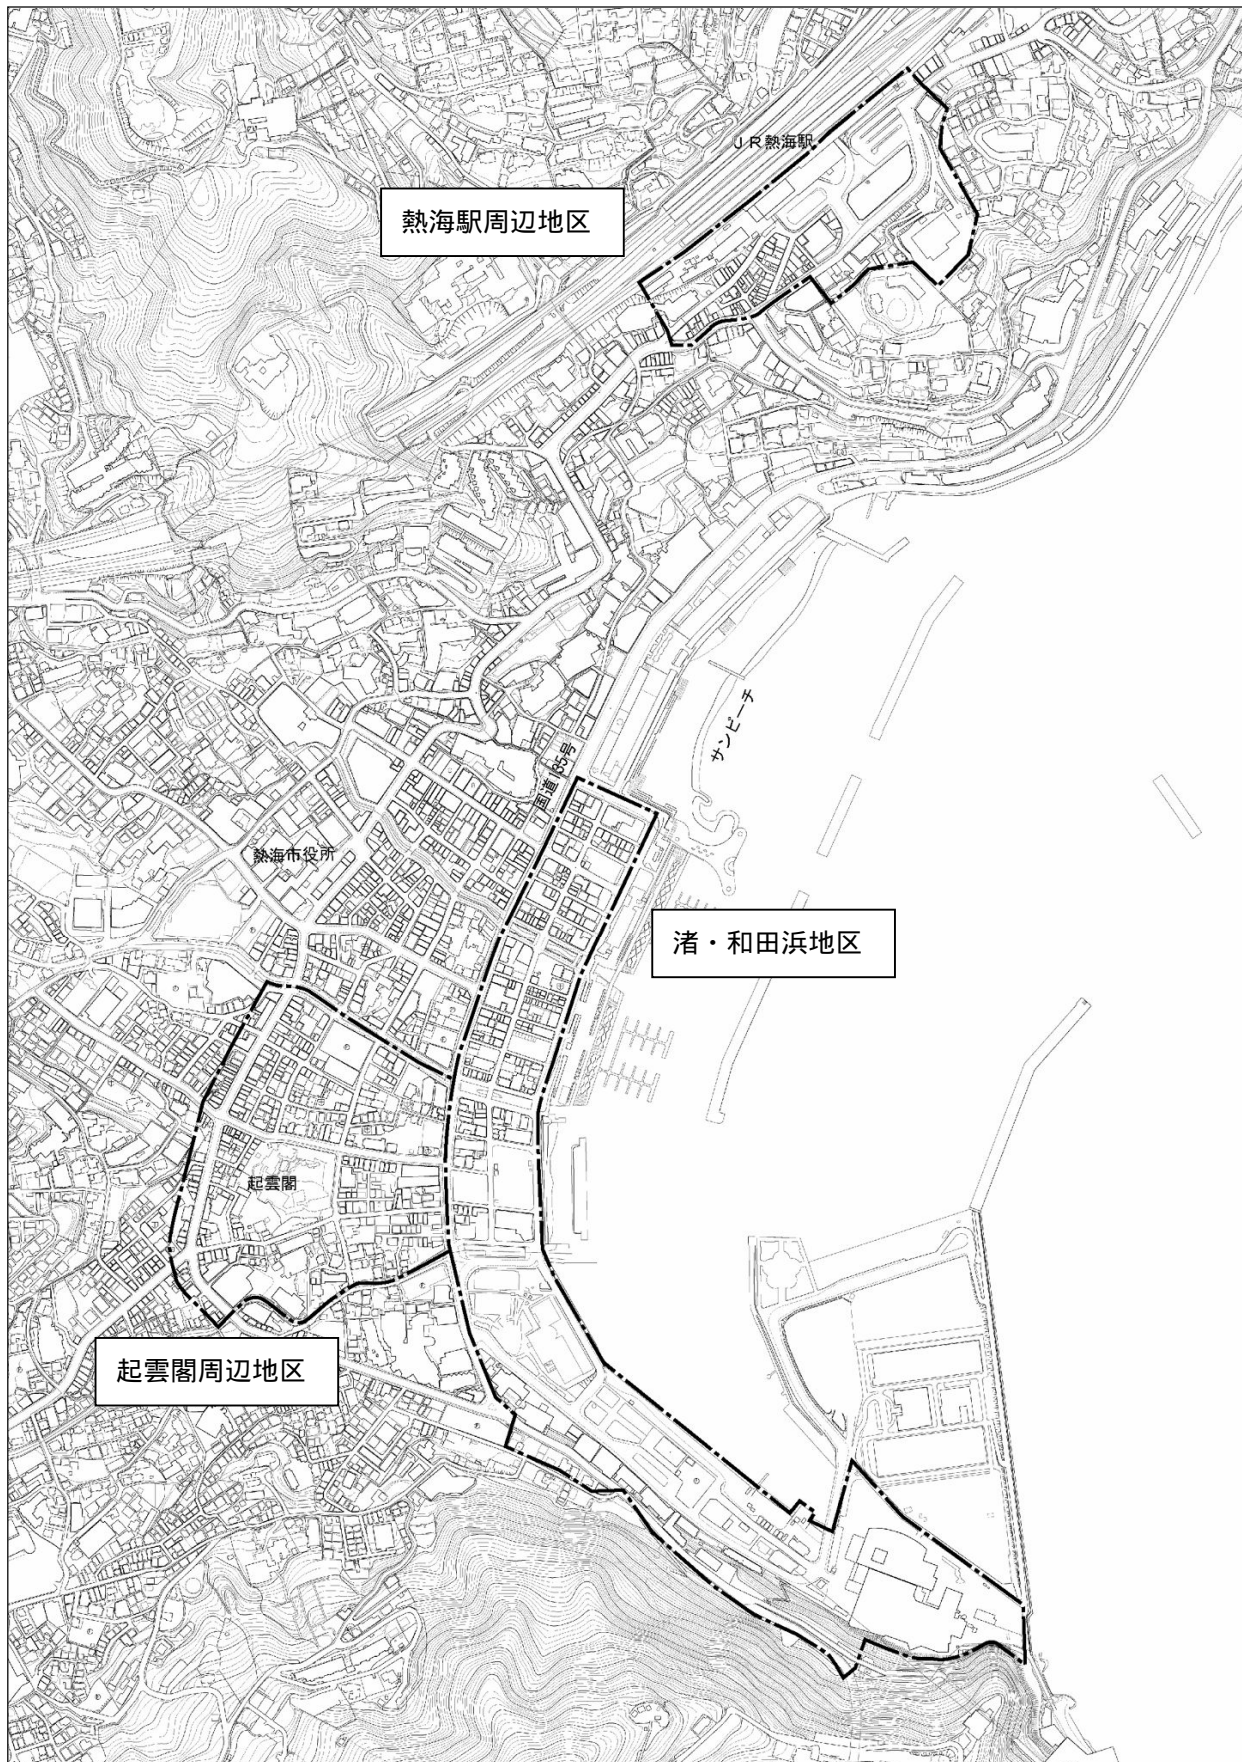 JR熱海駅
熱海駅周辺地区
サンビーチ
国道135号
熱海市役所
渚・和田浜地区
起雲閣
起雲閣周辺地区